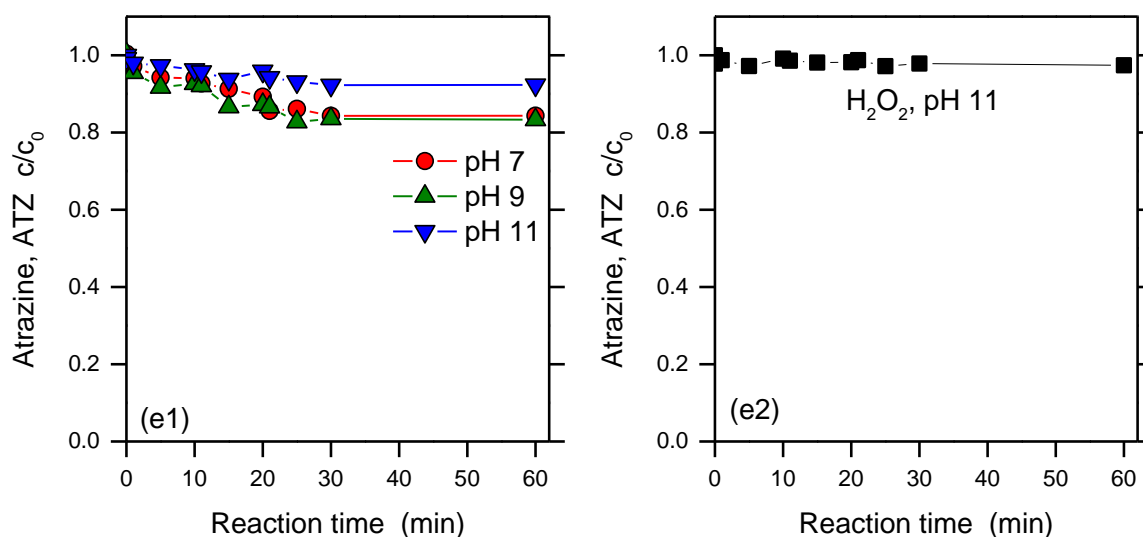 Atrazine, ATZ c/c₀
1.0
0.8
0.6
0.4
0.2
0.0
pH 7
pH 9
pH 11
(e1)
0 10 20 30 40 50 60
Reaction time (min)
Atrazine, ATZ c/c₀
1.0
0.8
0.6
0.4
0.2
0.0
H₂O₂, pH 11
(e2)
0 10 20 30 40 50 60
Reaction time (min)